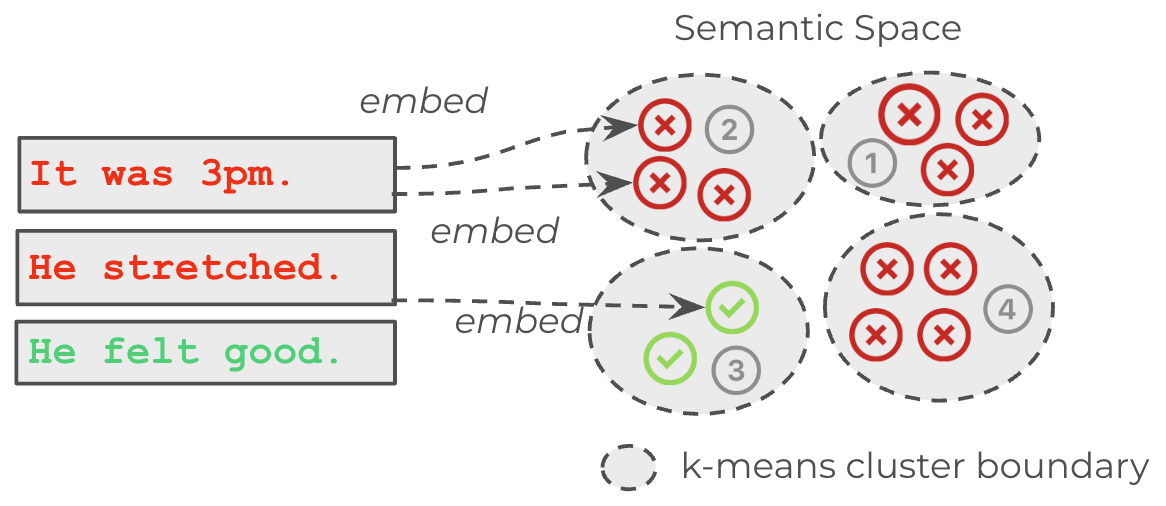 Semantic Space
embed
It was 3pm.
embed
He stretched.
embed
He felt good.
2
1
3
4
k-means cluster boundary